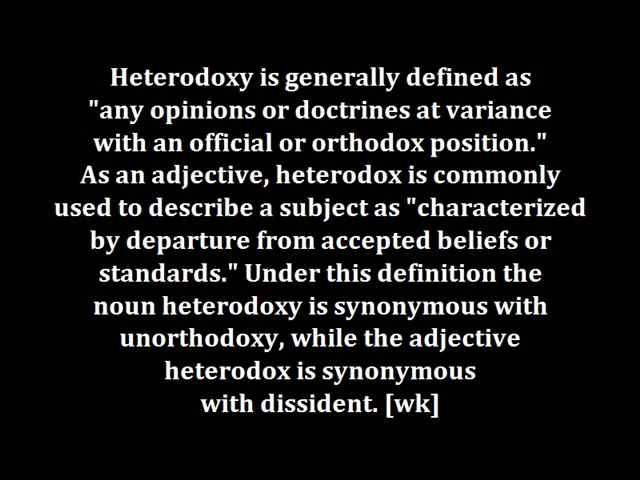 Heterodoxy is generally defined as
"any opinions or doctrines at variance
with an official or orthodox position."
As an adjective, heterodox is commonly
used to describe a subject as "characterized
by departure from accepted beliefs or
standards." Under this definition the
noun heterodoxy is synonymous with
unorthodoxy, while the adjective
heterodox is synonymous
with dissident. [wk]